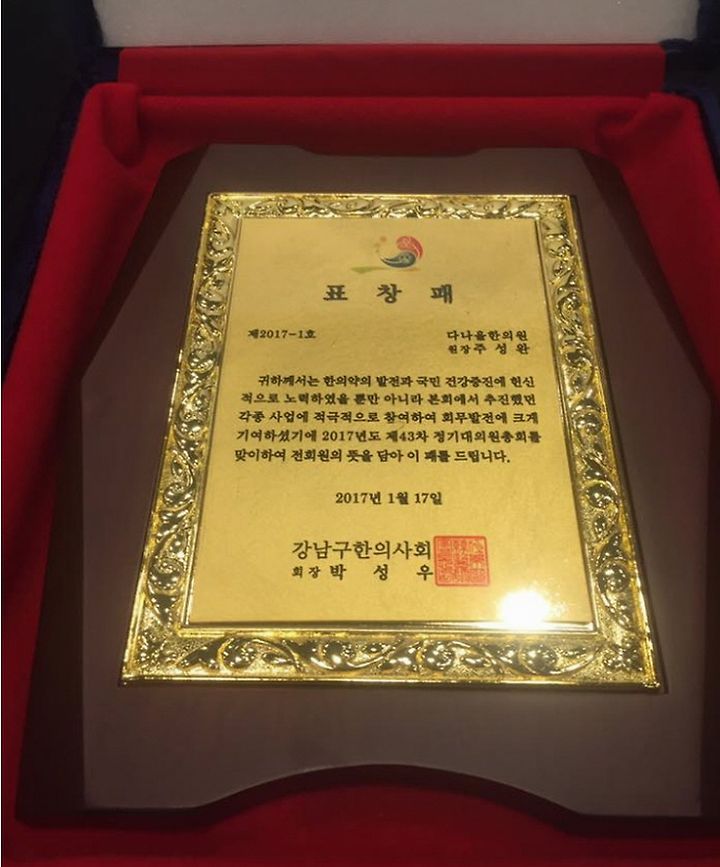 표 창 패
제2017-1호
다나을한의원
원장 주 성 완
귀하께서는 한의약의 발전과 국민 건강증진에 헌신
적으로 노력하였을 뿐만 아니라 본회에서 추진했던
각종 사업에 적극적으로 참여하여 회무발전에 크게
기여하셨기에 2017년도 제43차 정기대의원총회를
맞이하여 전회원의 뜻을 담아 이 패를 드립니다.
2017년 1월 17일
강남구한의사회
회장 박 성 우